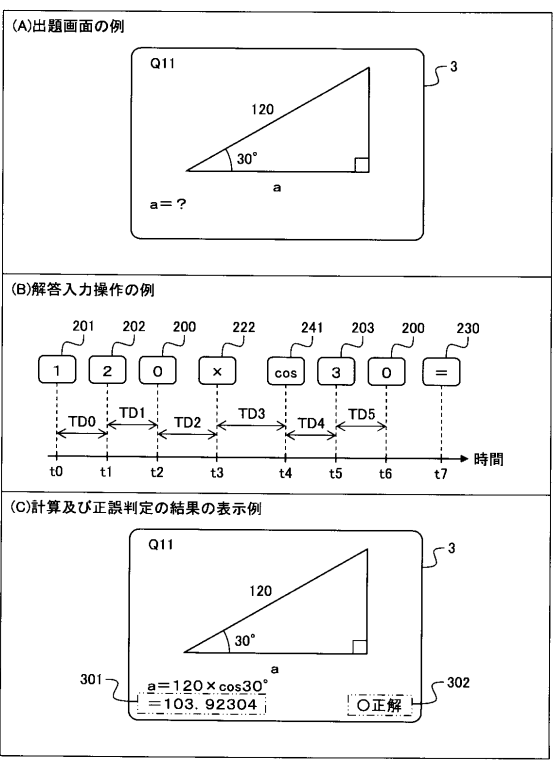 (A)出題画面の例
Q11
3
120
30°
a
a=?
(B)解答入力操作の例
201 202 200 222 241 203 200 230
1 2 0 × cos 3 0 =
TD0 TD1 TD2 TD3 TD4 TD5
時間
t0 t1 t2 t3 t4 t5 t6 t7
(C)計算及び正誤判定の結果の表示例
Q11
3
120
30°
a
301
302
a=120×cos30°
=103.92304
○正解